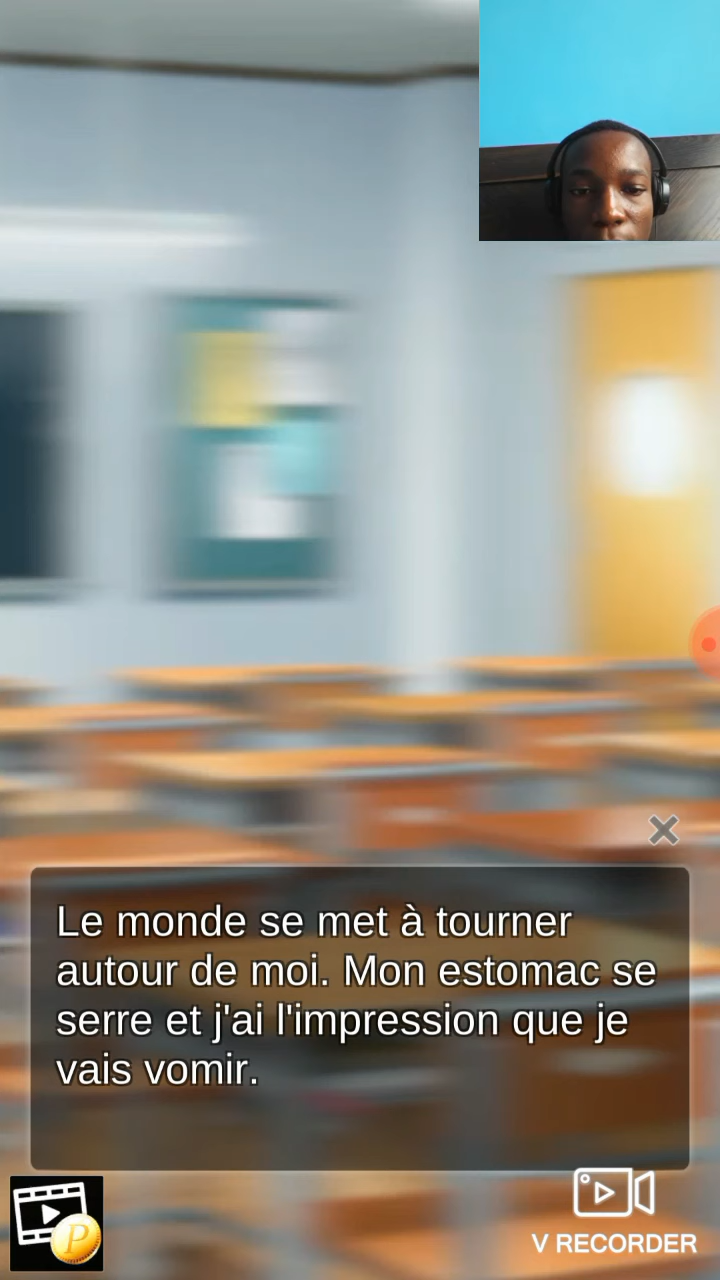 Le monde se met à tourner
autour de moi. Mon estomac se
serre et j'ai l'impression que je
vais vomir.
P
V RECORDER